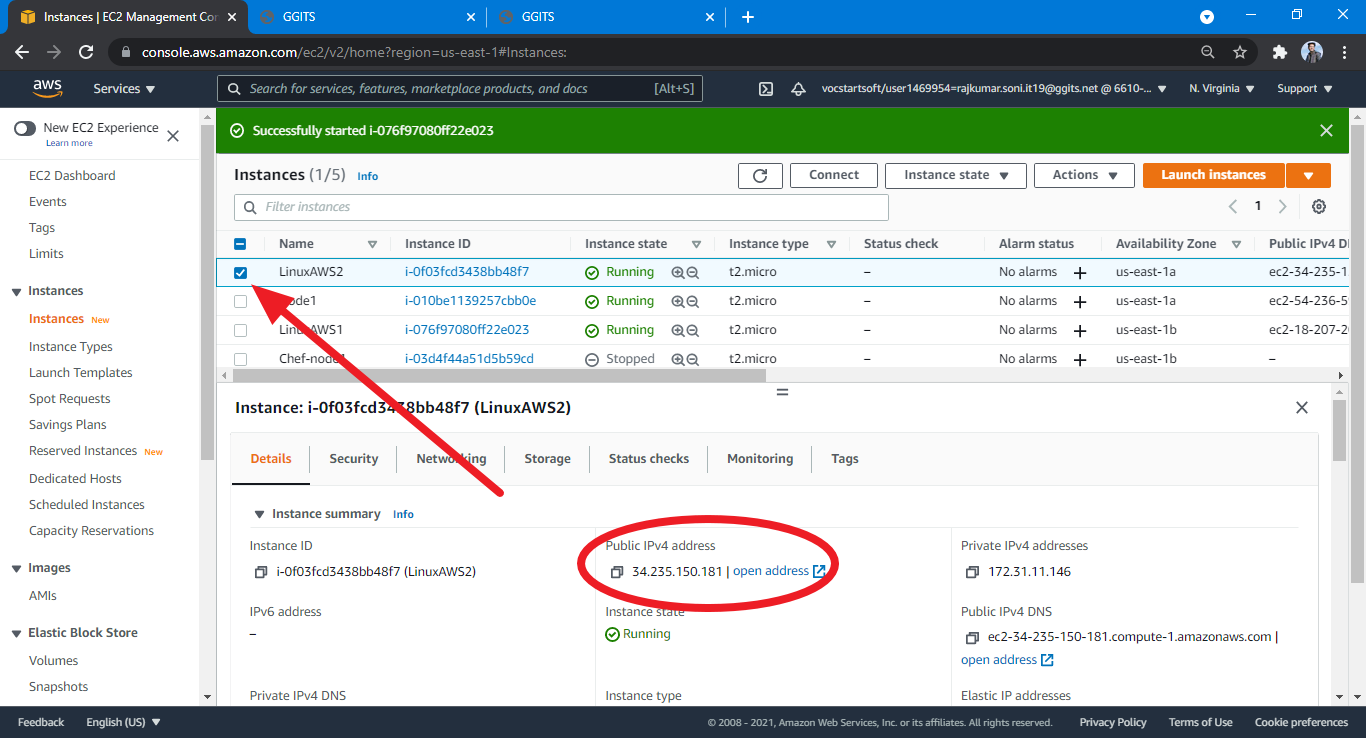 Instances | EC2 Management Con
GGITS
GGITS
console.aws.amazon.com/ec2/v2/home?region=us-east-1#Instances:
aws
Services
Search for services, features, marketplace products, and docs [Alt+S]
vocstartsoft/user1469954=rajkumar.soni.it19@ggits.net @ 6610-...
N. Virginia
Support
New EC2 Experience
Learn more
EC2 Dashboard
Events
Tags
Limits
Instances
Instances New
Instance Types
Launch Templates
Spot Requests
Savings Plans
Reserved Instances New
Dedicated Hosts
Scheduled Instances
Capacity Reservations
Images
AMIs
Elastic Block Store
Volumes
Snapshots
Successfully started i-076f97080ff22e023
Instances (1/5) Info
Connect
Instance state
Actions
Launch instances
Filter instances
1
Name Instance ID Instance state Instance type Status check Alarm status Availability Zone Public IPv4 D
LinuxAWS2 i-0f03fcd3438bb48f7 Running t2.micro – No alarms + us-east-1a ec2-34-235-1
i-010be1139257cbb0e Running t2.micro – No alarms + us-east-1a ec2-54-236-5
LinuxAWS1 i-076f97080ff22e023 Running t2.micro – No alarms + us-east-1b ec2-18-207-2
Chef-node1 i-03d4f44a51d5b59cd Stopped t2.micro – No alarms + us-east-1b –
Instance: i-0f03fcd3438bb48f7 (LinuxAWS2)
Details Security Networking Storage Status checks Monitoring Tags
Instance summary Info
Instance ID
i-0f03fcd3438bb48f7 (LinuxAWS2)
Public IPv4 address
34.235.150.181 | open address
Private IPv4 addresses
172.31.11.146
IPv6 address
–
Instance state
Running
Public IPv4 DNS
ec2-34-235-150-181.compute-1.amazonaws.com |
open address
Private IPv4 DNS
Instance type
Elastic IP addresses
Feedback
English (US)
© 2008 - 2021, Amazon Web Services, Inc. or its affiliates. All rights reserved.
Privacy Policy
Terms of Use
Cookie preferences